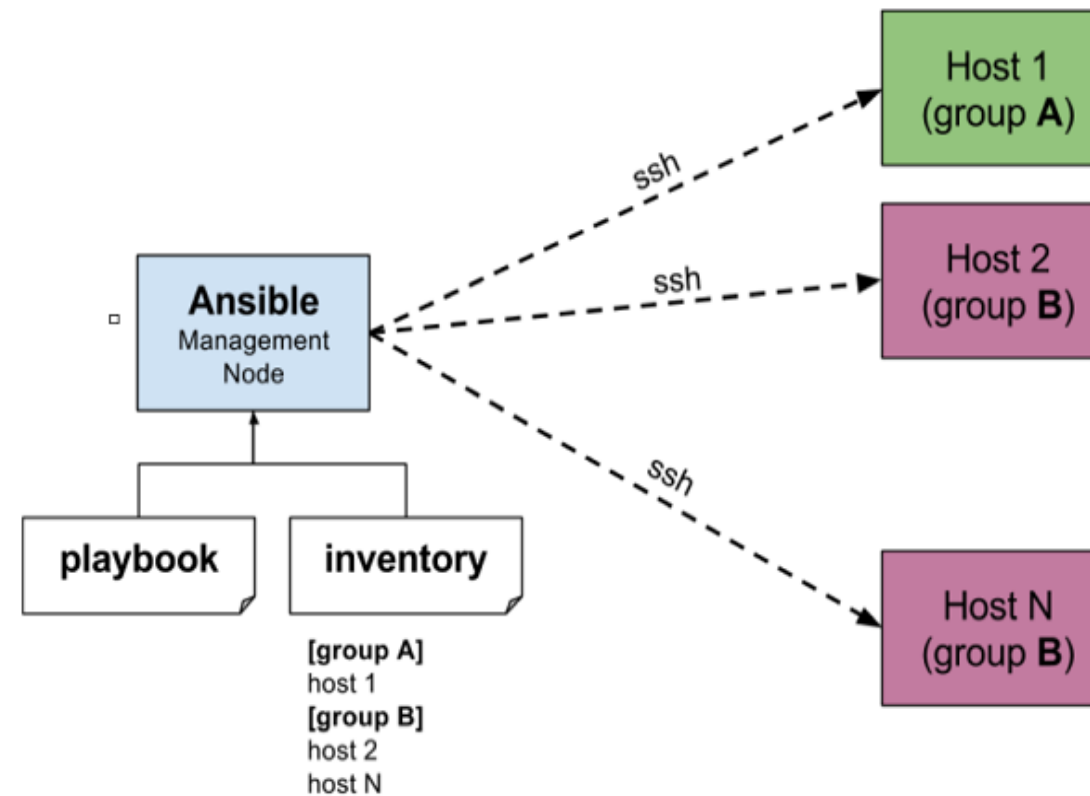 Host 1
(group A)
ssh
Host 2
(group B)
ssh
Ansible
Management
Node
ssh
playbook
inventory
Host N
(group B)
[group A]
host 1
[group B]
host 2
host N